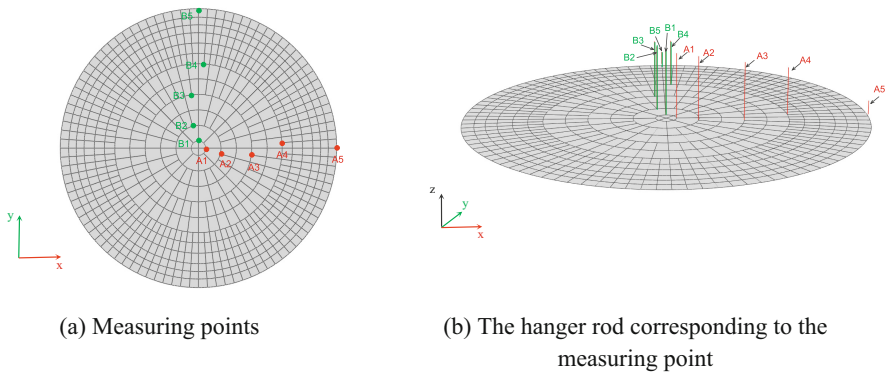 B5
B4
B3
B2
B1
A1
A2
A3
A4
A5
y
x
(a) Measuring points
B5
B1
B3
B4
A1
B2
A2
A3
A4
A5
z
y
x
(b) The hanger rod corresponding to the
measuring point